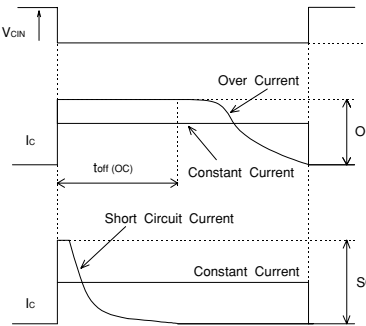 VCIN
Over Current
O
IC
Constant Current
toff (OC)
Short Circuit Current
Constant Current
S
IC